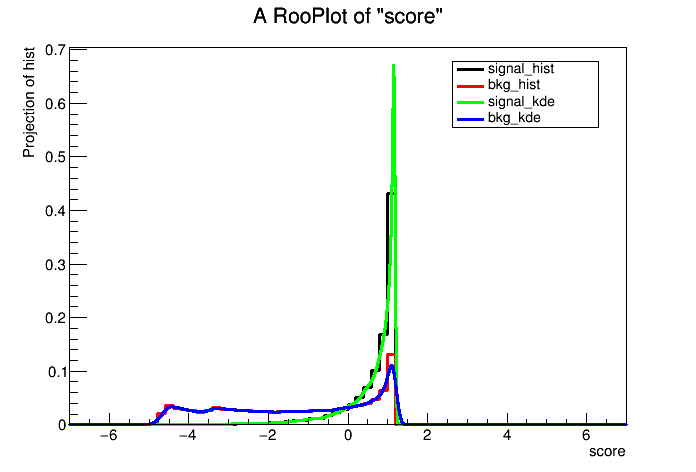 A RooPlot of "score"
Projection of hist
0.7
0.6
0.5
0.4
0.3
0.2
0.1
0
signal_hist
bkg_hist
signal_kde
bkg_kde
−6 −4 −2 0 2 4 6
score